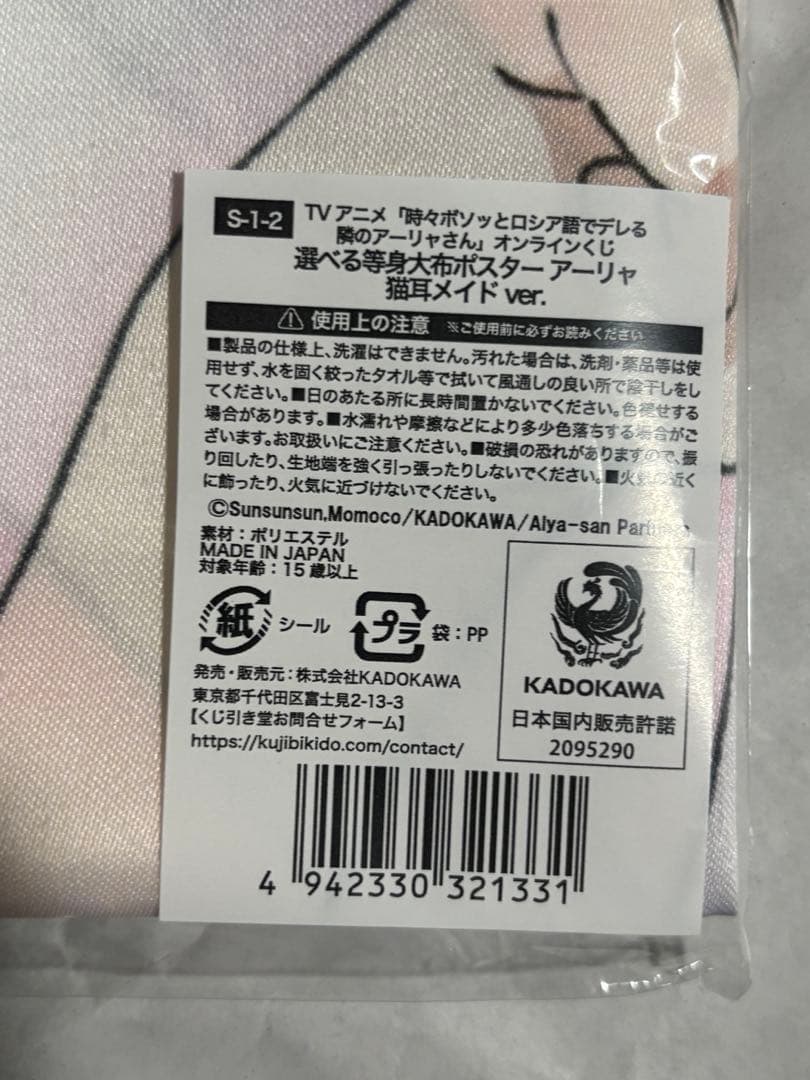 S-1-2
TVアニメ「時々ボソッとロシア語でデレる
隣のアーリャさん」オンラインくじ
選べる等身大布ポスター アーリャ
猫耳メイド ver.
⚠ 使用上の注意 ※ご使用前に必ずお読みください
■製品の仕様上、洗濯はできません。汚れた場合は、洗剤・薬品等は使
用せず、水を固く絞ったタオル等で拭いて風通しの良い所で陰干しをし
てください。■日のあたる所に長時間置かないでください。色褪せする
場合があります。■水濡れや摩擦などにより多少色落ちする場合がご
ざいます。お取扱いにご注意ください。■破損の恐れがありますので、振
り回したり、生地端を強く引っ張ったりしないでください。■火気の近く
に飾ったり、火気に近づけないでください。
©Sunsunsun,Momoco/KADOKAWA/Alya-san Partners
素材：ポリエステル
MADE IN JAPAN
対象年齢：15歳以上
紙 シール
プラ 袋：PP
発売・販売元：株式会社KADOKAWA
東京都千代田区富士見2-13-3
【くじ引き堂お問合せフォーム】
https://kujibikido.com/contact/
KADOKAWA
日本国内販売許諾
2095290
4 942330 321331